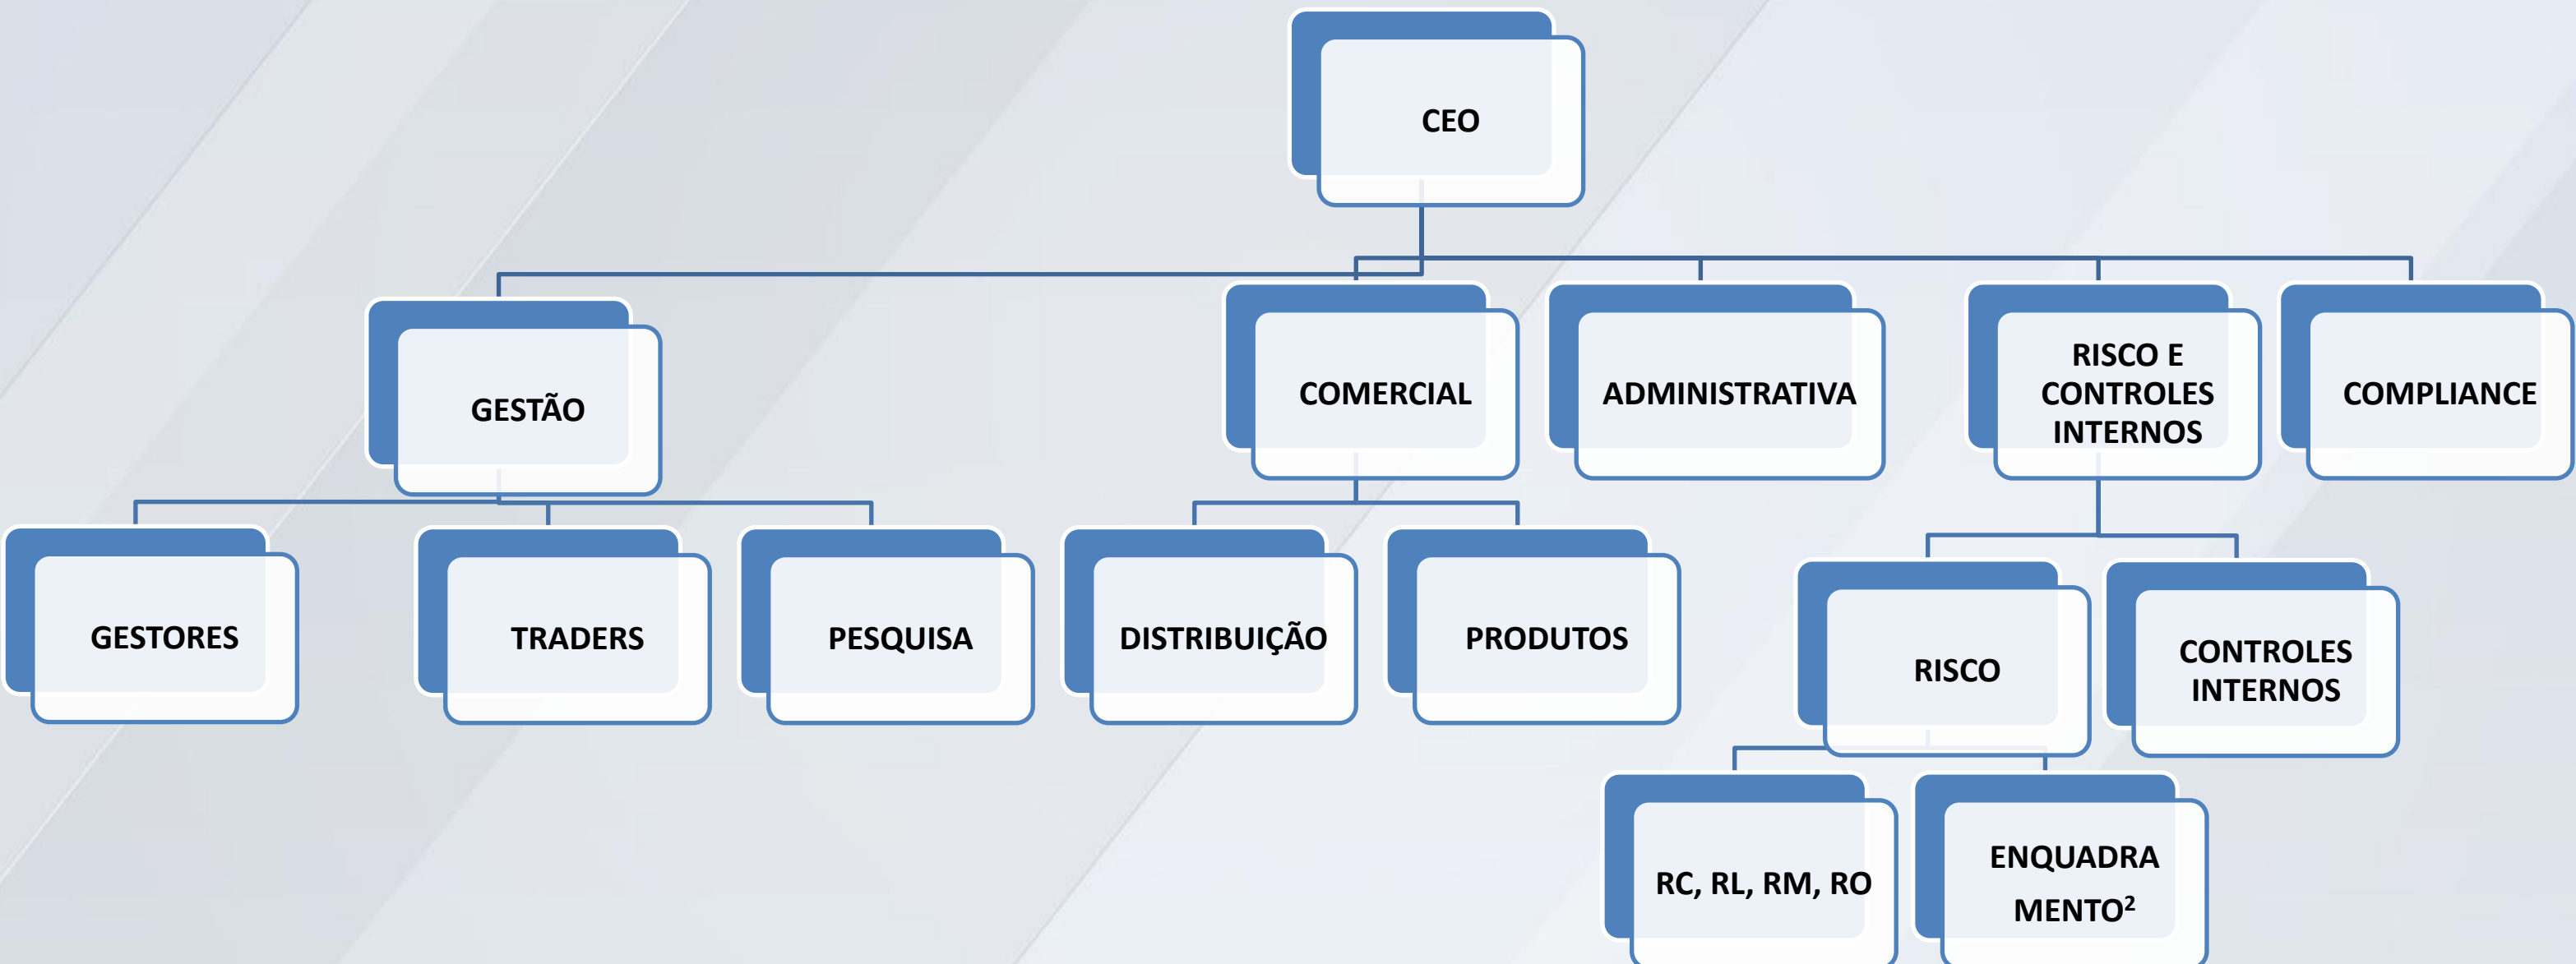 CEO
GESTÃO
COMERCIAL
ADMINISTRATIVA
RISCO E
CONTROLES
INTERNOS
COMPLIANCE
GESTORES
TRADERS
PESQUISA
DISTRIBUIÇÃO
PRODUTOS
RISCO
CONTROLES
INTERNOS
RC, RL, RM, RO
ENQUADRA
MENTO²